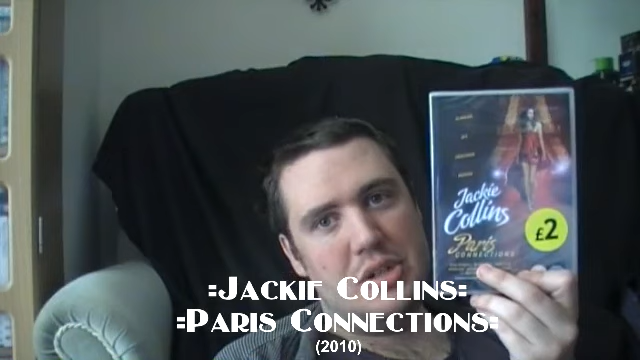 Jackie
Collins
Paris
CONNECTIONS
£2
=JACKIE COLLINS=
=PARIS CONNECTIONS=
(2010)